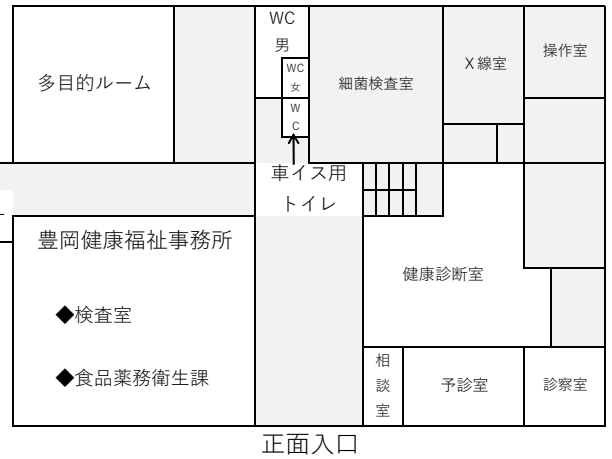 WC
男
WC
女
W
C
車イス用
トイレ
多目的ルーム
細菌検査室
X線室
操作室
豊岡健康福祉事務所
◆検査室
◆食品薬務衛生課
健康診断室
相
談
室
予診室
診察室
正面入口